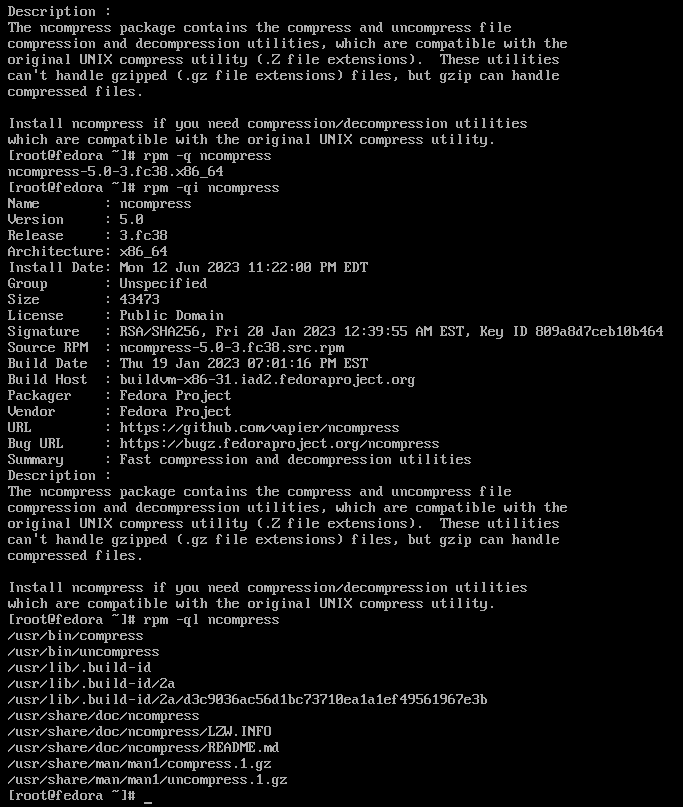 Description :
The ncompress package contains the compress and uncompress file
compression and decompression utilities, which are compatible with the
original UNIX compress utility (.Z file extensions).  These utilities
can't handle gzipped (.gz file extensions) files, but gzip can handle
compressed files.

Install ncompress if you need compression/decompression utilities
which are compatible with the original UNIX compress utility.
[root@fedora ~]# rpm -q ncompress
ncompress-5.0-3.fc38.x86_64
[root@fedora ~]# rpm -qi ncompress
Name        : ncompress
Version     : 5.0
Release     : 3.fc38
Architecture: x86_64
Install Date: Mon 12 Jun 2023 11:22:00 PM EDT
Group       : Unspecified
Size        : 43473
License     : Public Domain
Signature   : RSA/SHA256, Fri 20 Jan 2023 12:39:55 AM EST, Key ID 809a8d7ceb10b464
Source RPM  : ncompress-5.0-3.fc38.src.rpm
Build Date  : Thu 19 Jan 2023 07:01:16 PM EST
Build Host  : buildvm-x86-31.iad2.fedoraproject.org
Packager    : Fedora Project
Vendor      : Fedora Project
URL         : https://github.com/vapier/ncompress
Bug URL     : https://bugz.fedoraproject.org/ncompress
Summary     : Fast compression and decompression utilities
Description :
The ncompress package contains the compress and uncompress file
compression and decompression utilities, which are compatible with the
original UNIX compress utility (.Z file extensions).  These utilities
can't handle gzipped (.gz file extensions) files, but gzip can handle
compressed files.

Install ncompress if you need compression/decompression utilities
which are compatible with the original UNIX compress utility.
[root@fedora ~]# rpm -ql ncompress
/usr/bin/compress
/usr/bin/uncompress
/usr/lib/.build-id
/usr/lib/.build-id/2a
/usr/lib/.build-id/2a/d3c9036ac56d1bc73710ea1a1ef49561967e3b
/usr/share/doc/ncompress
/usr/share/doc/ncompress/LZW.INFO
/usr/share/doc/ncompress/README.md
/usr/share/man/man1/compress.1.gz
/usr/share/man/man1/uncompress.1.gz
[root@fedora ~]# _